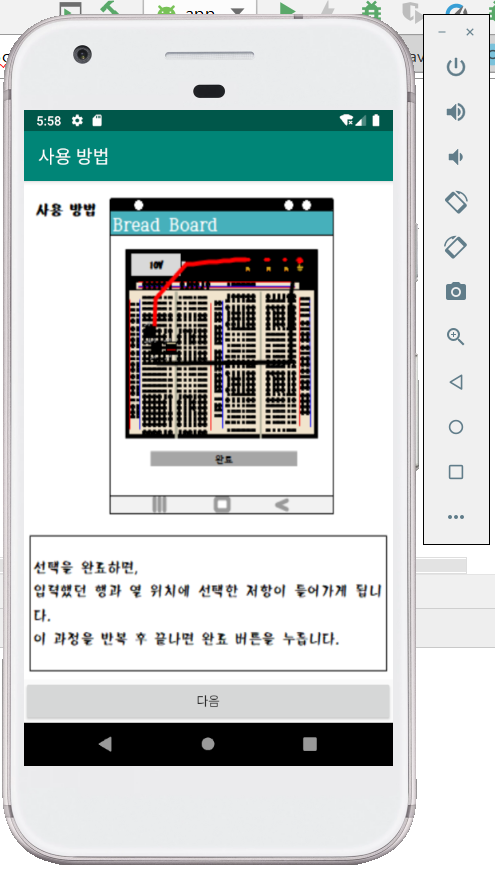 app
5:58
사용 방법
사용 방법
Bread Board
10V
완료
선택을 완료하면,
입력했던 행과 열 위치에 선택한 저항이 들어가게 됩니
다.
이 과정을 반복 후 끝나면 완료 버튼을 누릅니다.
다음